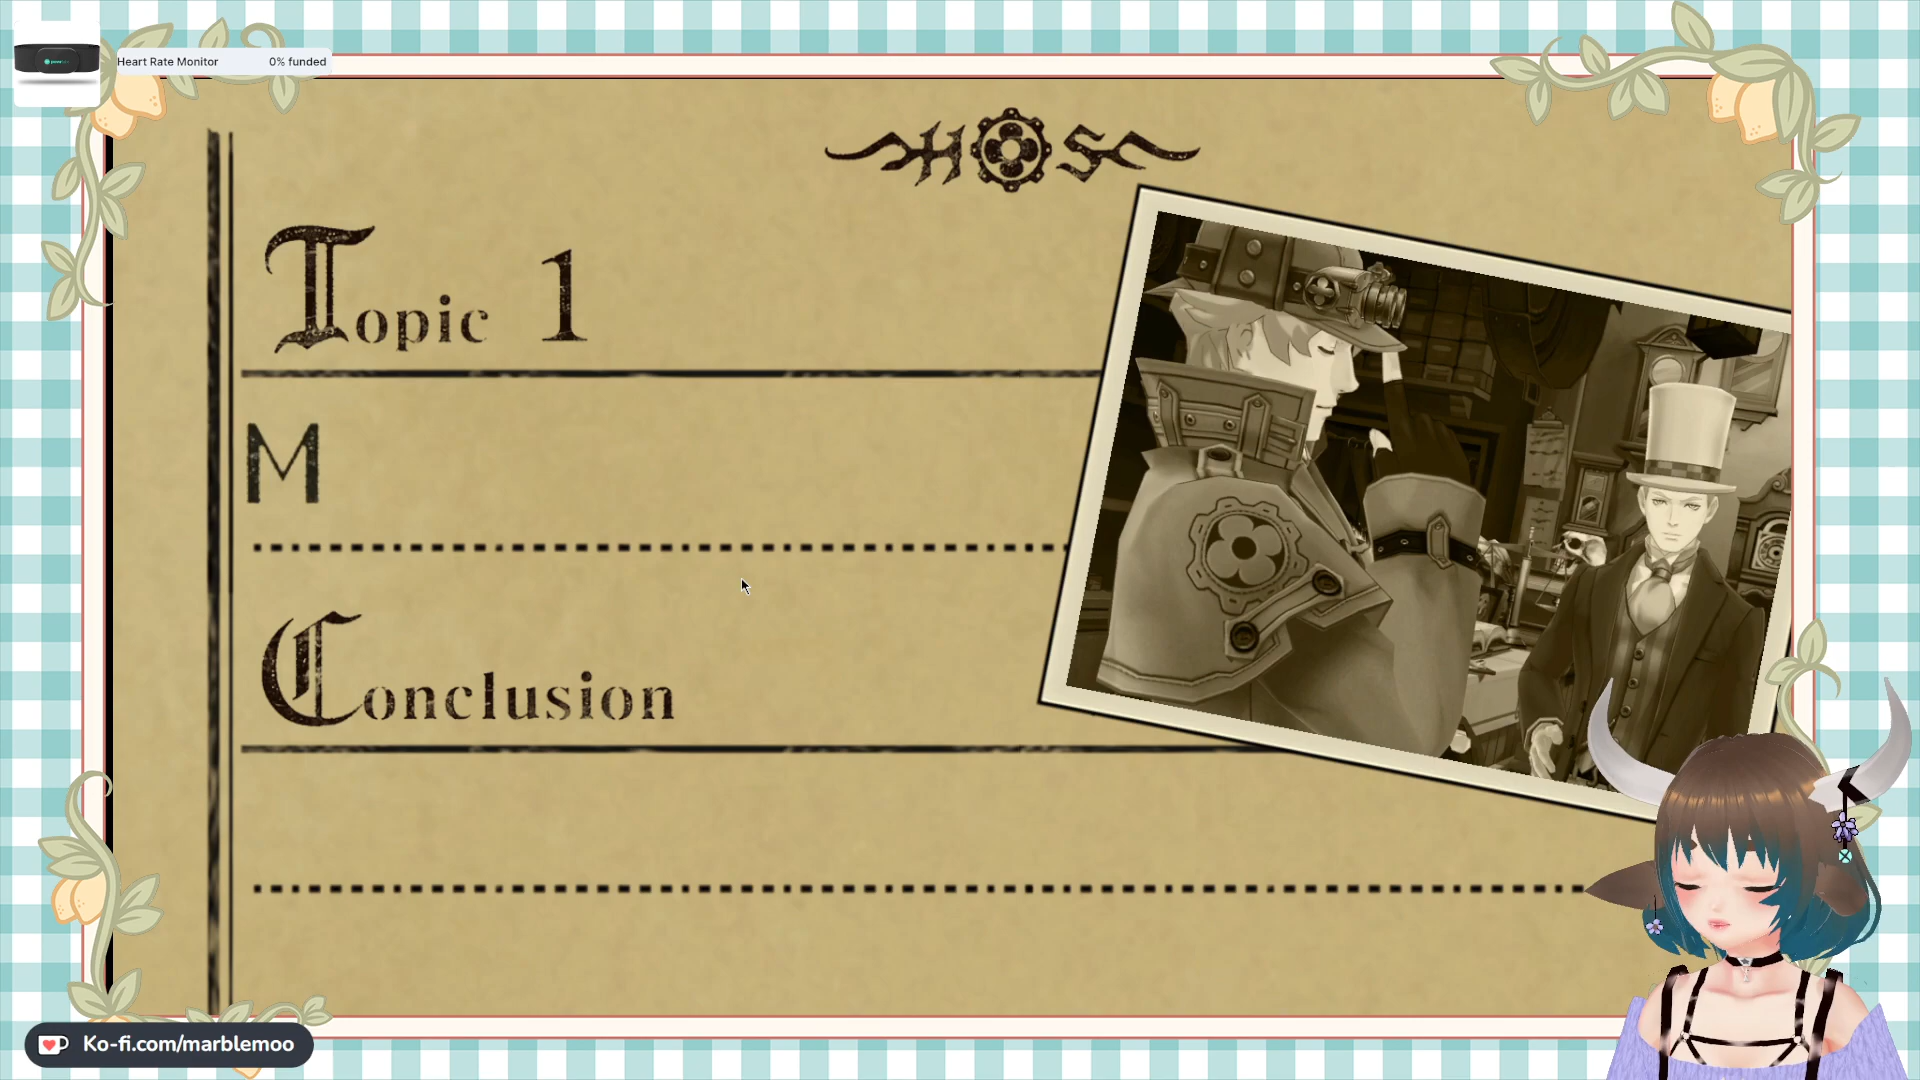 Heart Rate Monitor 0% funded
H S
Topic 1
M
Conclusion
Ko-fi.com/marblemoo